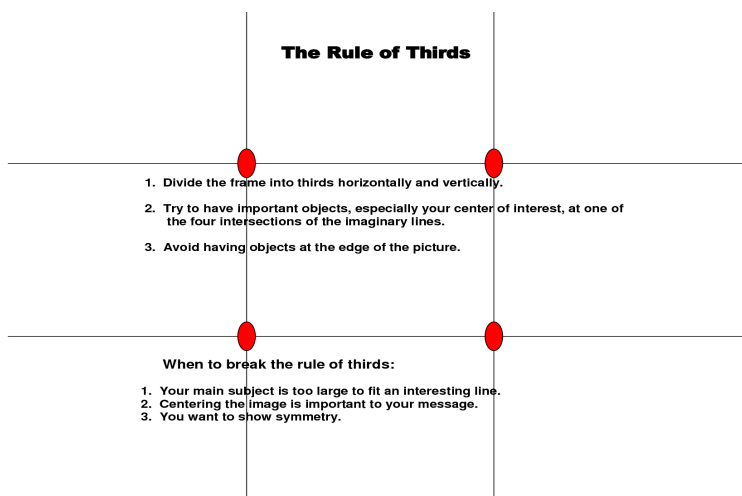 The Rule of Thirds
1. Divide the frame into thirds horizontally and vertically.
2. Try to have important objects, especially your center of interest, at one of
the four intersections of the imaginary lines.
3. Avoid having objects at the edge of the picture.
When to break the rule of thirds:
1. Your main subject is too large to fit an interesting line.
2. Centering the image is important to your message.
3. You want to show symmetry.